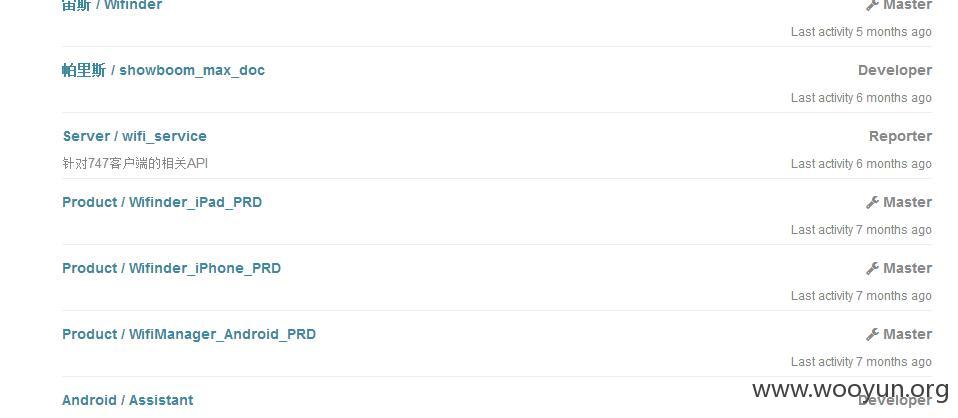 宙斯 / Wifinder
Master
Last activity 5 months ago
帕里斯 / showboom_max_doc
Developer
Last activity 6 months ago
Server / wifi_service
Reporter
针对747客户端的相关API
Last activity 6 months ago
Product / Wifinder_iPad_PRD
Master
Last activity 7 months ago
Product / Wifinder_iPhone_PRD
Master
Last activity 7 months ago
Product / WifiManager_Android_PRD
Master
Last activity 7 months ago
www.wooyun.org
Android / Assistant
Developer